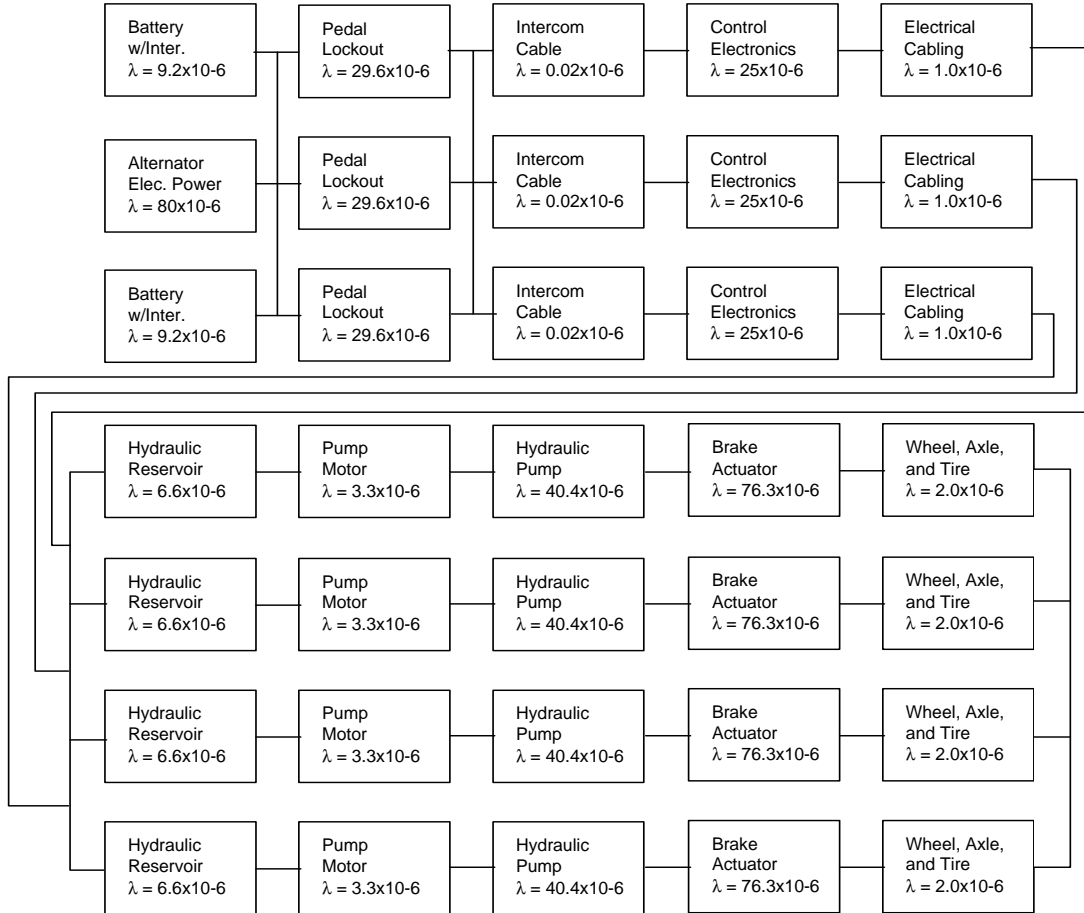 Battery
w/Inter.
λ = 9.2x10-6
Pedal
Lockout
λ = 29.6x10-6
Intercom
Cable
λ = 0.02x10-6
Control
Electronics
λ = 25x10-6
Electrical
Cabling
λ = 1.0x10-6
Alternator
Elec. Power
λ = 80x10-6
Pedal
Lockout
λ = 29.6x10-6
Intercom
Cable
λ = 0.02x10-6
Control
Electronics
λ = 25x10-6
Electrical
Cabling
λ = 1.0x10-6
Battery
w/Inter.
λ = 9.2x10-6
Pedal
Lockout
λ = 29.6x10-6
Intercom
Cable
λ = 0.02x10-6
Control
Electronics
λ = 25x10-6
Electrical
Cabling
λ = 1.0x10-6
Hydraulic
Reservoir
λ = 6.6x10-6
Pump
Motor
λ = 3.3x10-6
Hydraulic
Pump
λ = 40.4x10-6
Brake
Actuator
λ = 76.3x10-6
Wheel, Axle,
and Tire
λ = 2.0x10-6
Hydraulic
Reservoir
λ = 6.6x10-6
Pump
Motor
λ = 3.3x10-6
Hydraulic
Pump
λ = 40.4x10-6
Brake
Actuator
λ = 76.3x10-6
Wheel, Axle,
and Tire
λ = 2.0x10-6
Hydraulic
Reservoir
λ = 6.6x10-6
Pump
Motor
λ = 3.3x10-6
Hydraulic
Pump
λ = 40.4x10-6
Brake
Actuator
λ = 76.3x10-6
Wheel, Axle,
and Tire
λ = 2.0x10-6
Hydraulic
Reservoir
λ = 6.6x10-6
Pump
Motor
λ = 3.3x10-6
Hydraulic
Pump
λ = 40.4x10-6
Brake
Actuator
λ = 76.3x10-6
Wheel, Axle,
and Tire
λ = 2.0x10-6